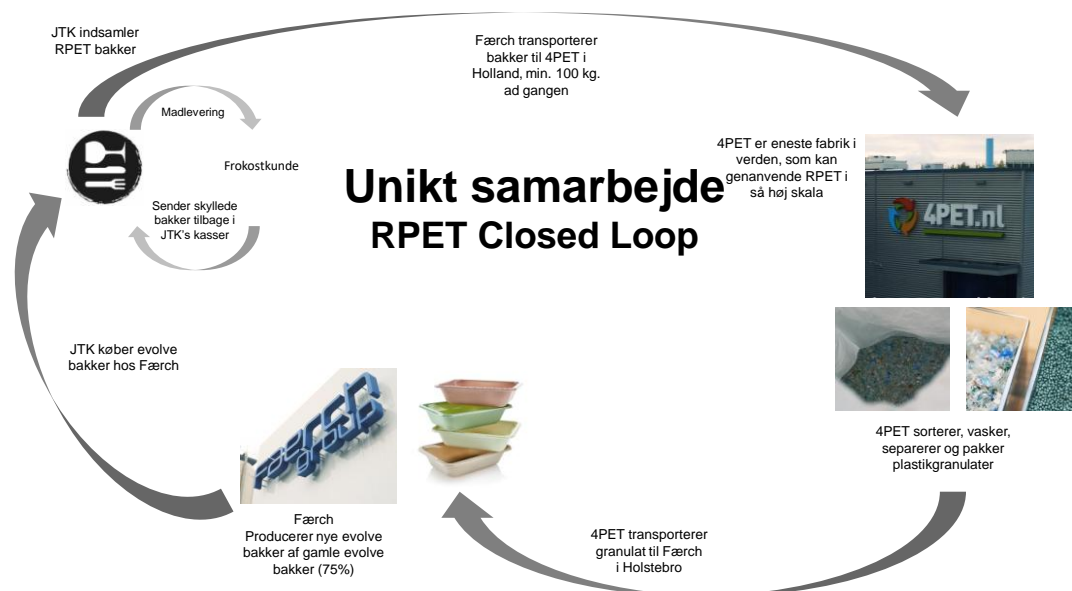 JTK indsamler
RPET bakker
Færch transporterer
bakker til 4PET i
Holland, min. 100 kg.
ad gangen
Madlevering
Frokostkunde
Sender skyllede
bakker tilbage i
JTK's kasser
Unikt samarbejde
RPET Closed Loop
4PET er eneste fabrik i
verden, som kan
genanvende RPET i
så høj skala
4PET.nl
4PET sorterer, vasker,
separerer og pakker
plastikgranulater
4PET transporterer
granulat til Færch
i Holstebro
faerch
group
Færch
Producerer nye evolve
bakker af gamle evolve
bakker (75%)
JTK køber evolve
bakker hos Færch